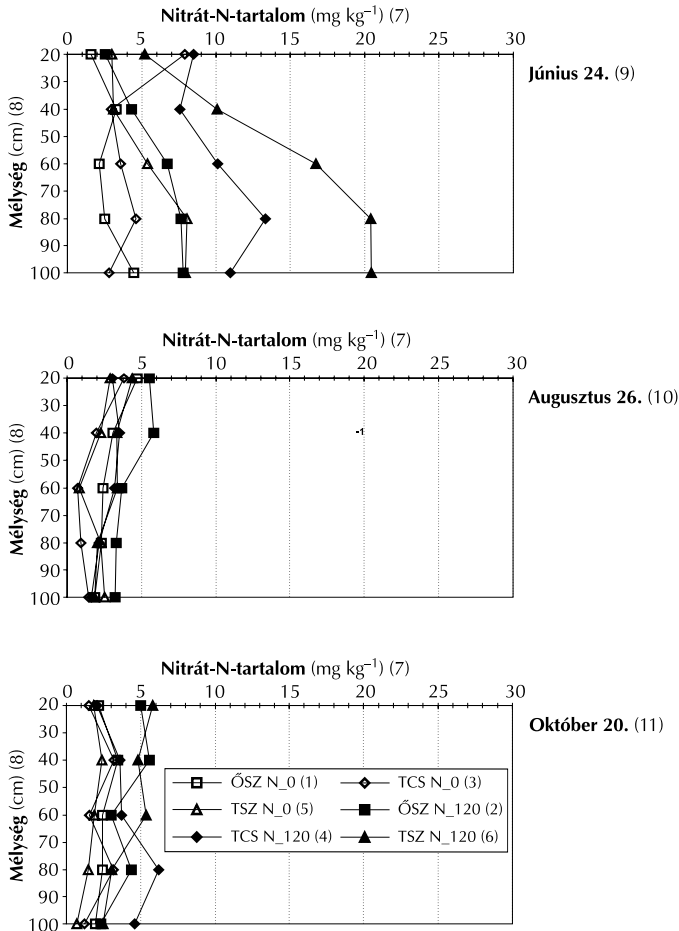 Nitrát-N-tartalom (mg kg⁻¹) (7)
0 5 10 15 20 25 30
20
30
40
50
60
70
80
90
100
Mélység (cm) (8)
Június 24. (9)
Nitrát-N-tartalom (mg kg⁻¹) (7)
0 5 10 15 20 25 30
20
30
40
50
60
70
80
90
100
Mélység (cm) (8)
-1
Augusztus 26. (10)
Nitrát-N-tartalom (mg kg⁻¹) (7)
0 5 10 15 20 25 30
20
30
40
50
60
70
80
90
100
Mélység (cm) (8)
Október 20. (11)
ŐSZ N_0 (1) TCS N_0 (3)
TSZ N_0 (5) ŐSZ N_120 (2)
TCS N_120 (4) TSZ N_120 (6)